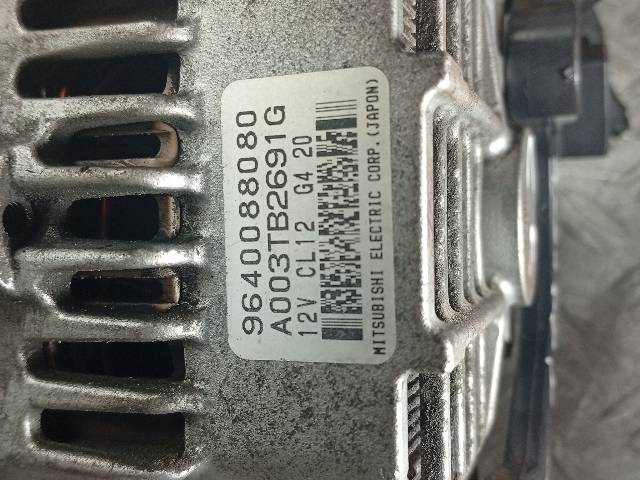 9640088080
A003TB2691G
12V CL12 G4 20
MITSUBISHI ELECTRIC CORP.(JAPON)